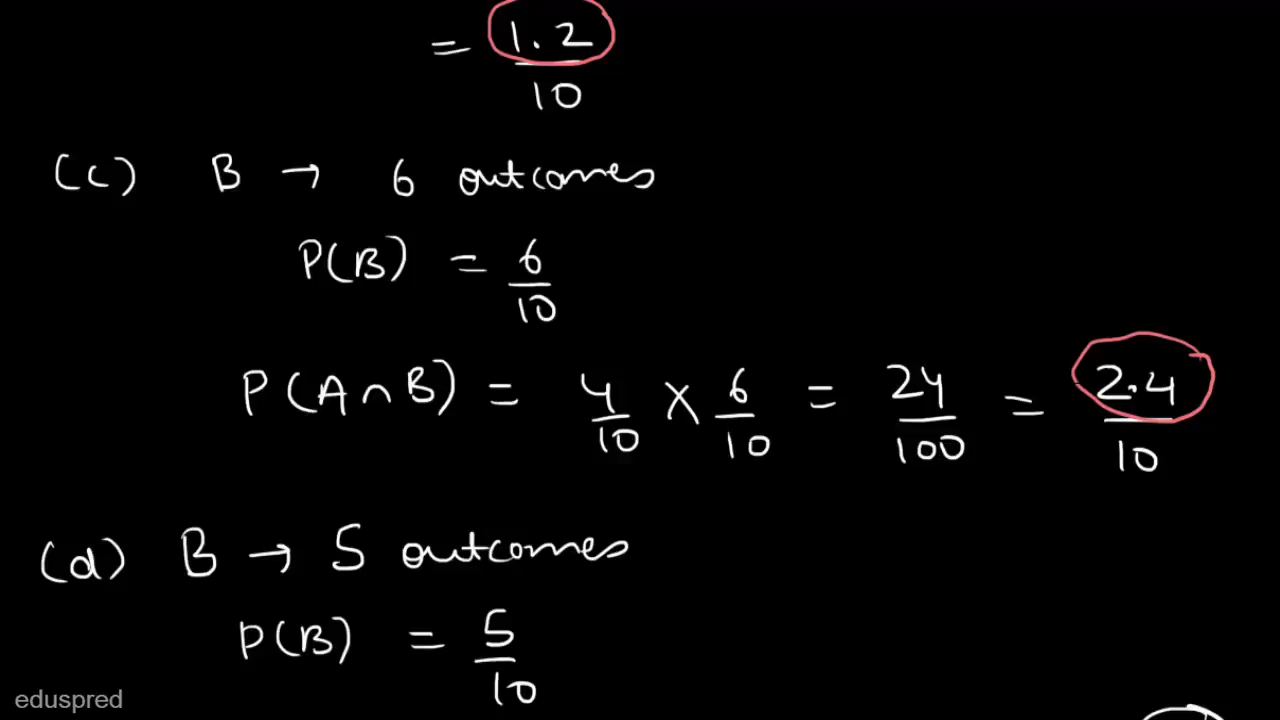 = 1.2/10
(c) B → 6 outcomes
P(B) = 6/10
P(A∩B) = 4/10 × 6/10 = 24/100 = 2.4/10
(d) B → 5 outcomes
P(B) = 5/10
eduspred